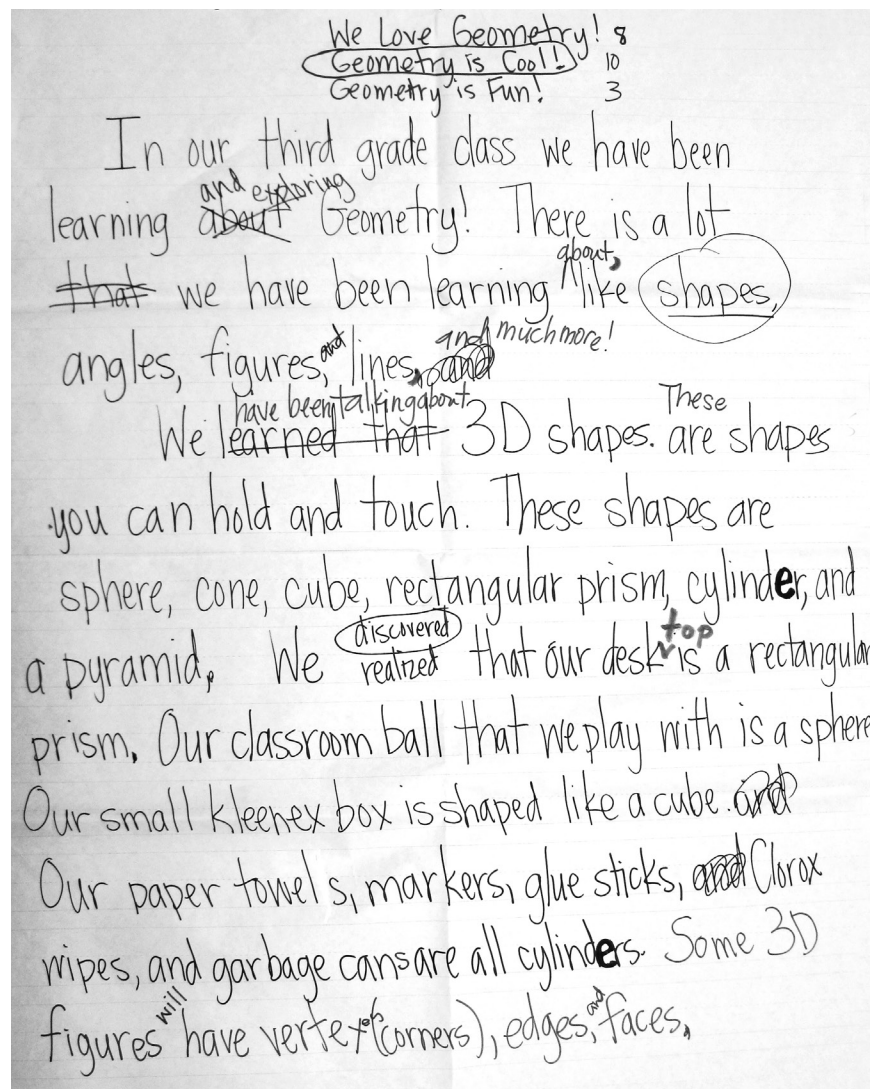 We Love Geometry! 8
Geometry is Cool! 10
Geometry is Fun! 3
In our third grade class we have been
and exploring
learning about Geometry! There is a lot
about,
that we have been learning like shapes,
and much more!
angles, figures, and lines, and
have been talking about These
We learned that 3D shapes. are shapes
you can hold and touch. These shapes are
sphere, cone, cube, rectangular prism, cylinder, and
discovered top
a pyramid. We realized that our desk is a rectangular
prism. Our classroom ball that we play with is a sphere
Our small kleenex box is shaped like a cube. and
Our paper towels, markers, glue sticks, and Clorox
wipes, and garbage cans are all cylinders. Some 3D
will es and
figures have vertex (corners), edges, faces.